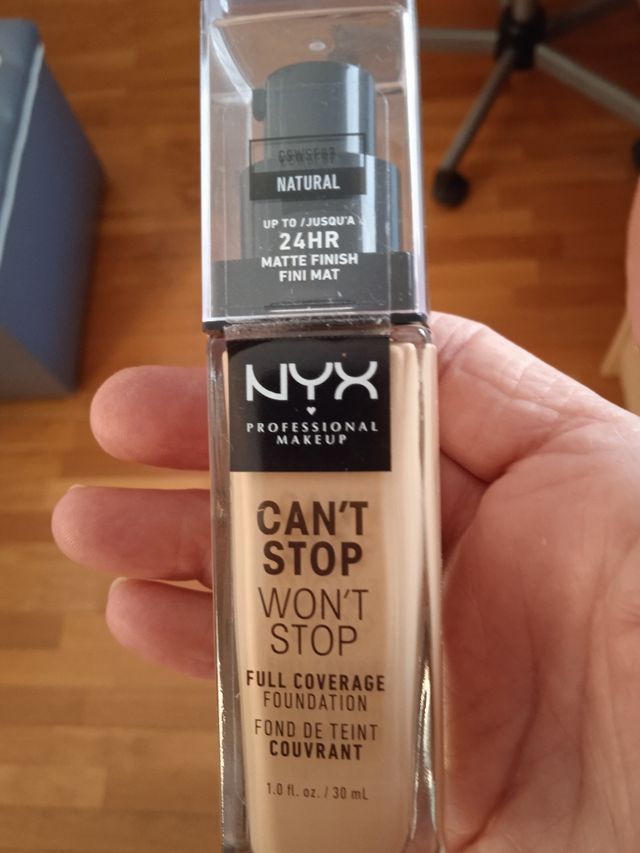 NATURAL
UP TO / JUSQU'A
24HR
MATTE FINISH
FINI MAT
NYX
PROFESSIONAL
MAKEUP
CAN'T
STOP
WON'T
STOP
FULL COVERAGE
FOUNDATION
FOND DE TEINT
COUVRANT
1.0 fl. oz. / 30 mL